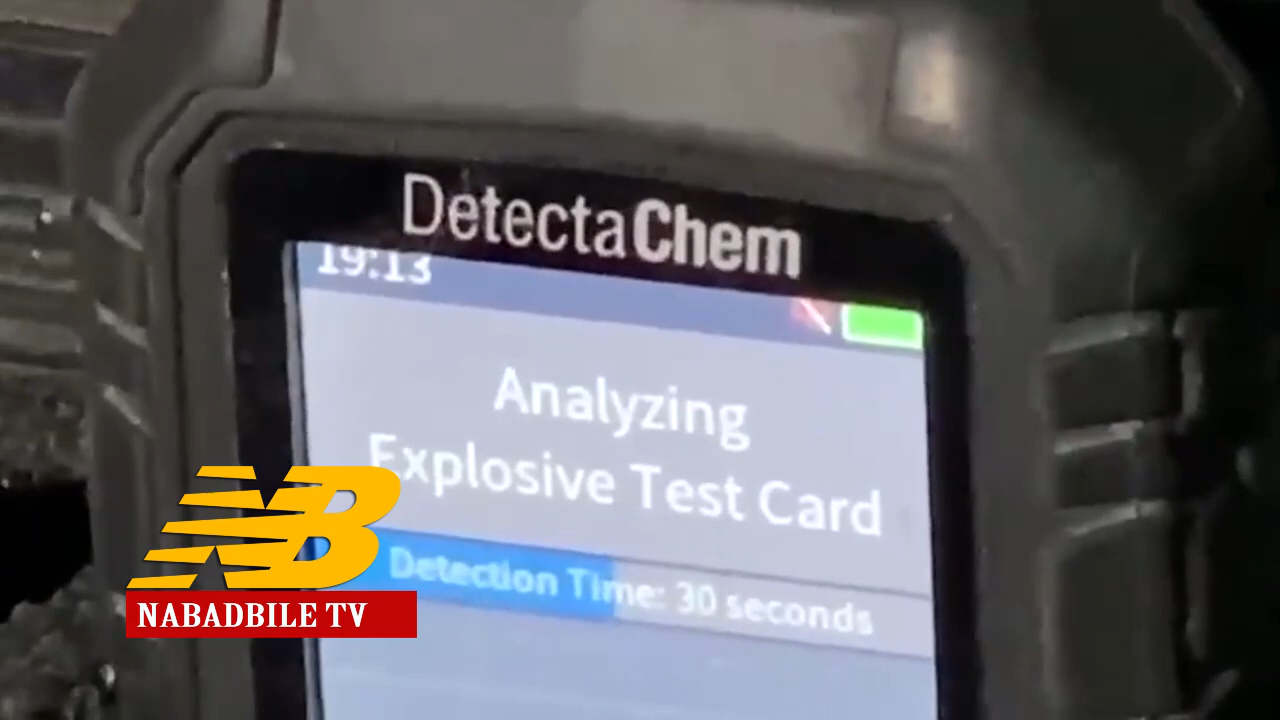 DetectaChem
19:13
Analyzing
Explosive Test Card
Detection Time: 30 seconds
NB
NABADBILE TV